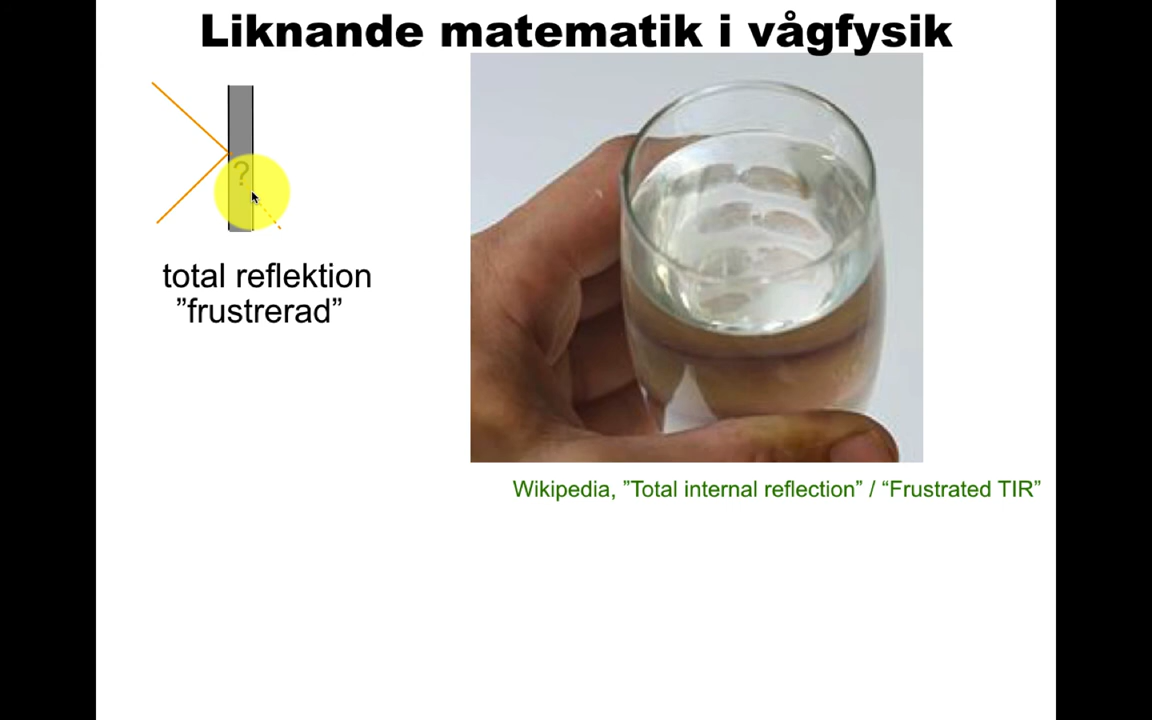 Liknande matematik i vågfysik
?
total reflektion
”frustrerad”
Wikipedia, ”Total internal reflection” / “Frustrated TIR”